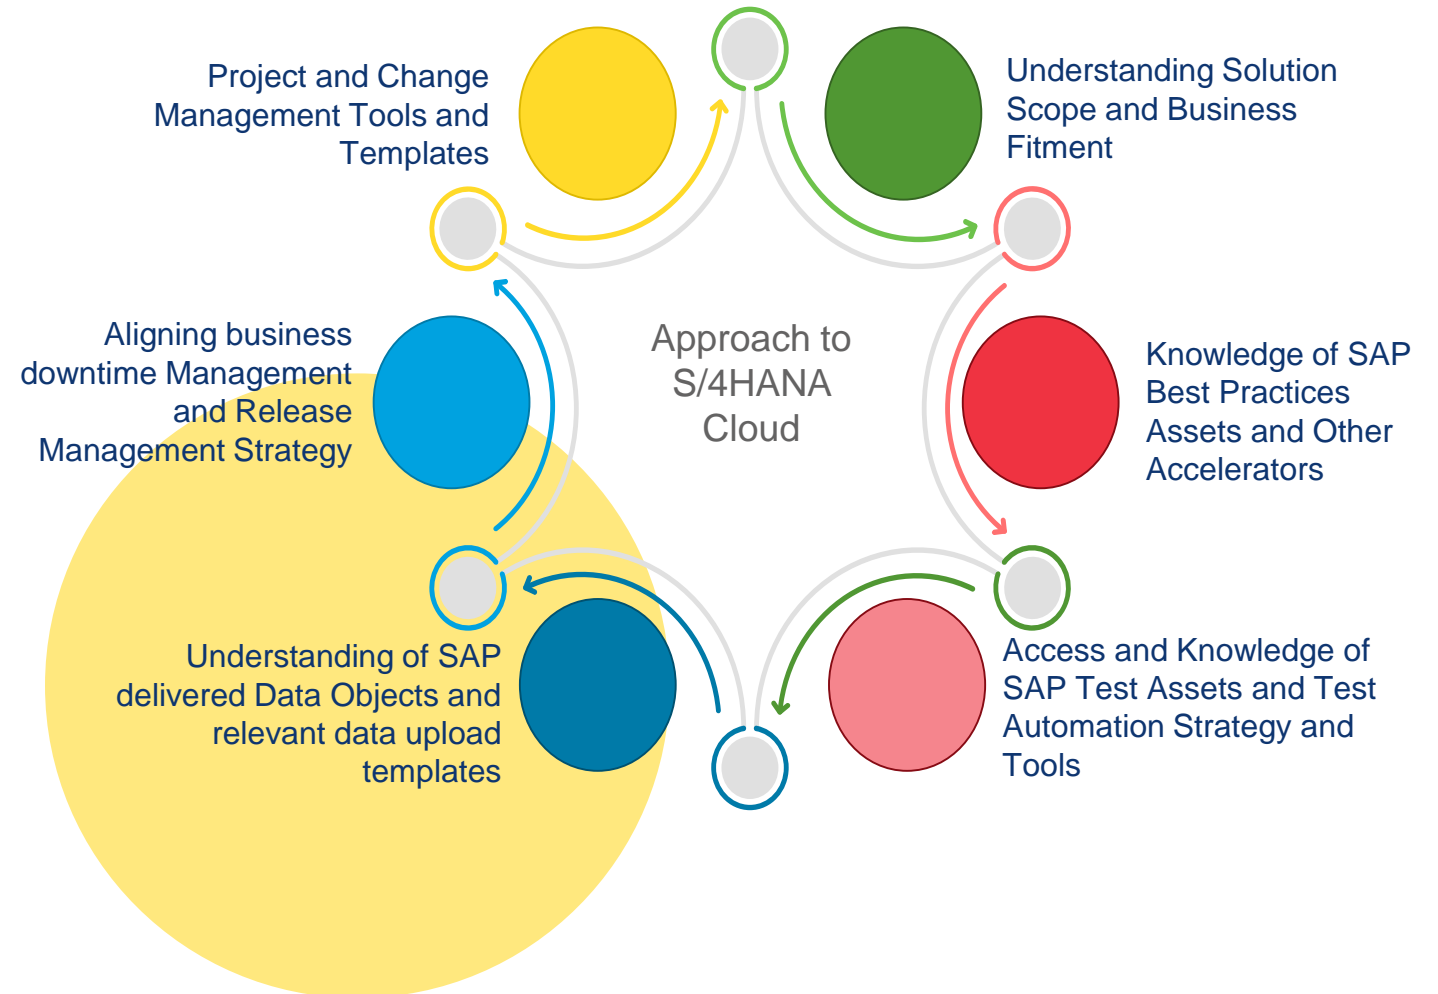 Project and Change
Management Tools and
Templates
Understanding Solution
Scope and Business
Fitment
Aligning business
downtime Management
and Release
Management Strategy
Approach to
S/4HANA
Cloud
Knowledge of SAP
Best Practices
Assets and Other
Accelerators
Understanding of SAP
delivered Data Objects and
relevant data upload
templates
Access and Knowledge of
SAP Test Assets and Test
Automation Strategy and
Tools